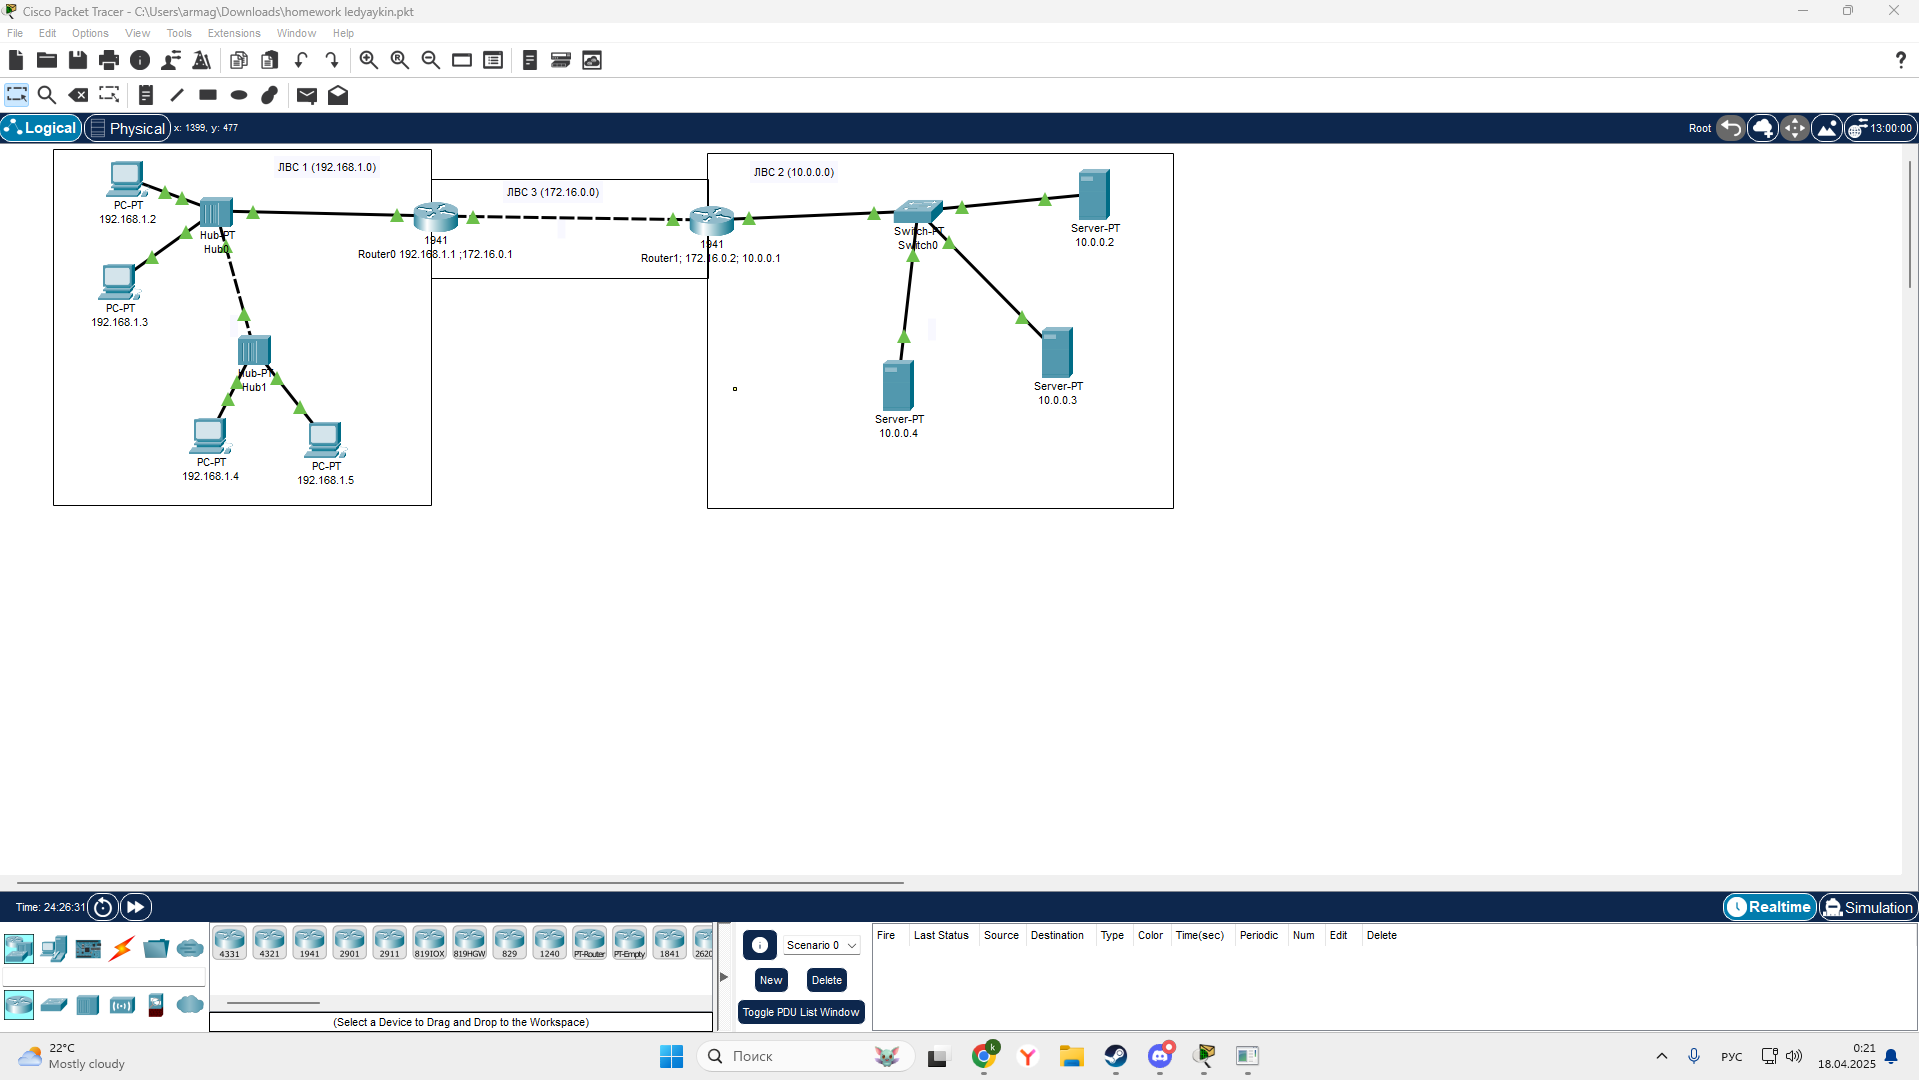 Cisco Packet Tracer - C:\Users\armag\Downloads\homework ledyaykin.pkt
File Edit Options View Tools Extensions Window Help
Logical Physical x: 1399, y: 477 Root 13:00:00
ЛВС 1 (192.168.1.0)
ЛВС 3 (172.16.0.0)
ЛВС 2 (10.0.0.0)
PC-PT
192.168.1.2
Hub-PT
Hub0
PC-PT
192.168.1.3
1941
Router0 192.168.1.1 ;172.16.0.1
1941
Router1; 172.16.0.2; 10.0.0.1
Switch-PT
Switch0
Server-PT
10.0.0.2
Hub-PT
Hub1
Server-PT
10.0.0.3
Server-PT
10.0.0.4
PC-PT
192.168.1.4
PC-PT
192.168.1.5
Time: 24:26:31 Realtime Simulation
4331 4321 1941 2901 2911 819IOX 819HGW 829 1240 PT-Router PT-Empty 1841 2620
(Select a Device to Drag and Drop to the Workspace)
Scenario 0
New Delete
Toggle PDU List Window
Fire Last Status Source Destination Type Color Time(sec) Periodic Num Edit Delete
22°C
Mostly cloudy
Поиск
k
РУС
0:21
18.04.2025